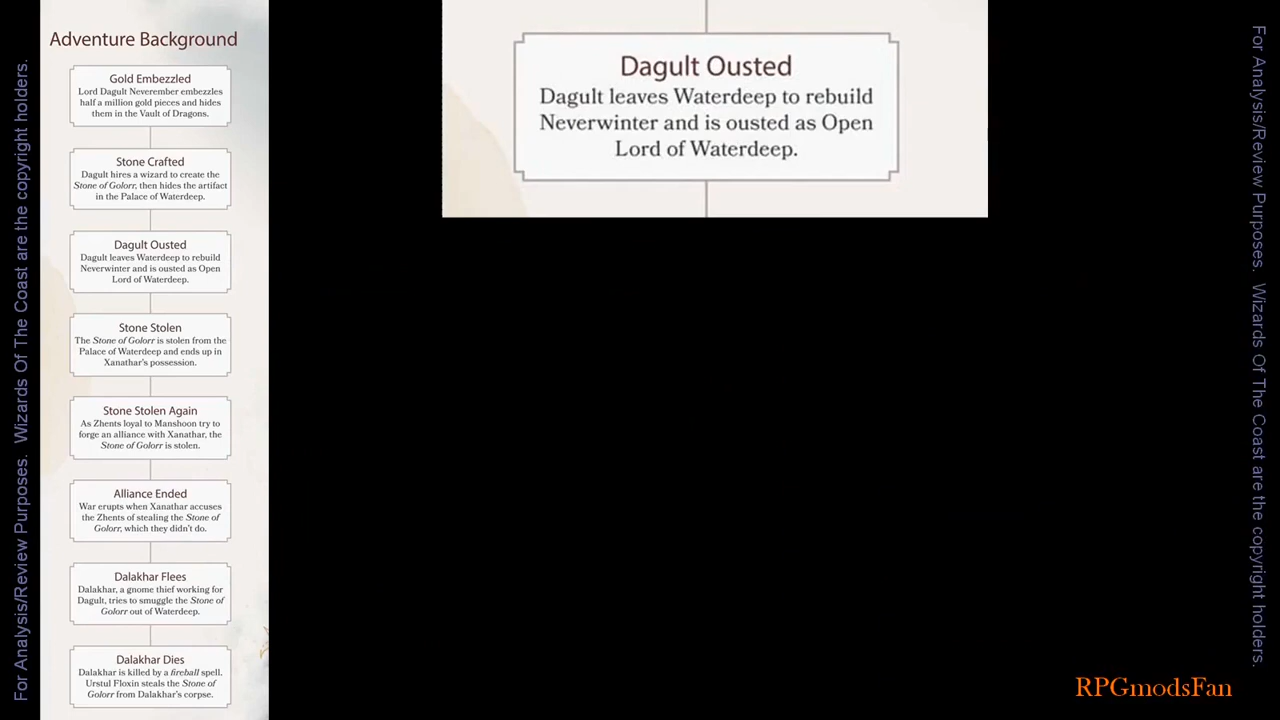 For Analysis/Review Purposes.  Wizards Of The Coast are the copyright holders.
Adventure Background
Gold Embezzled
Lord Dagult Neverember embezzles
half a million gold pieces and hides
them in the Vault of Dragons.
Stone Crafted
Dagult hires a wizard to create the
Stone of Golorr, then hides the artifact
in the Palace of Waterdeep.
Dagult Ousted
Dagult leaves Waterdeep to rebuild
Neverwinter and is ousted as Open
Lord of Waterdeep.
Stone Stolen
The Stone of Golorr is stolen from the
Palace of Waterdeep and ends up in
Xanathar's possession.
Stone Stolen Again
As Zhents loyal to Manshoon try to
forge an alliance with Xanathar, the
Stone of Golorr is stolen.
Alliance Ended
War erupts when Xanathar accuses
the Zhents of stealing the Stone of
Golorr, which they didn't do.
Dalakhar Flees
Dalakhar, a gnome thief working for
Dagult, tries to smuggle the Stone of
Golorr out of Waterdeep.
Dalakhar Dies
Dalakhar is killed by a fireball spell.
Urstul Floxin steals the Stone of
Golorr from Dalakhar's corpse.
Dagult Ousted
Dagult leaves Waterdeep to rebuild
Neverwinter and is ousted as Open
Lord of Waterdeep.
For Analysis/Review Purposes.  Wizards Of The Coast are the copyright holders.
RPGmodsFan